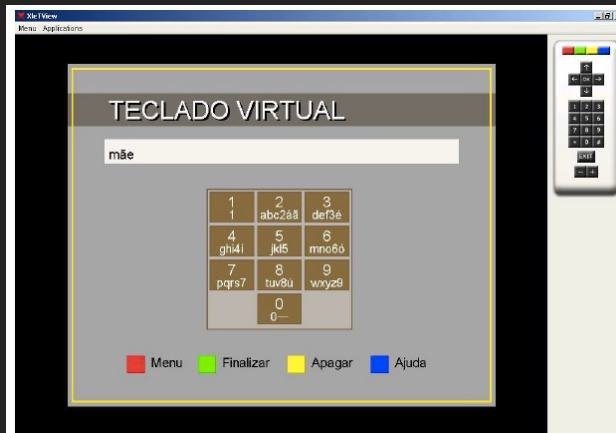 XleTView
Menu Applications
TECLADO VIRTUAL
mãe
1 2 3
1 abc2áã def3é
4 5 6
ghi4í jkl5 mno6ó
7 8 9
pqrs7 tuv8ú wxyz9
0
0—
Menu Finalizar Apagar Ajuda
OK
1 2 3
4 5 6
7 8 9
* 0 #
EXIT
- +